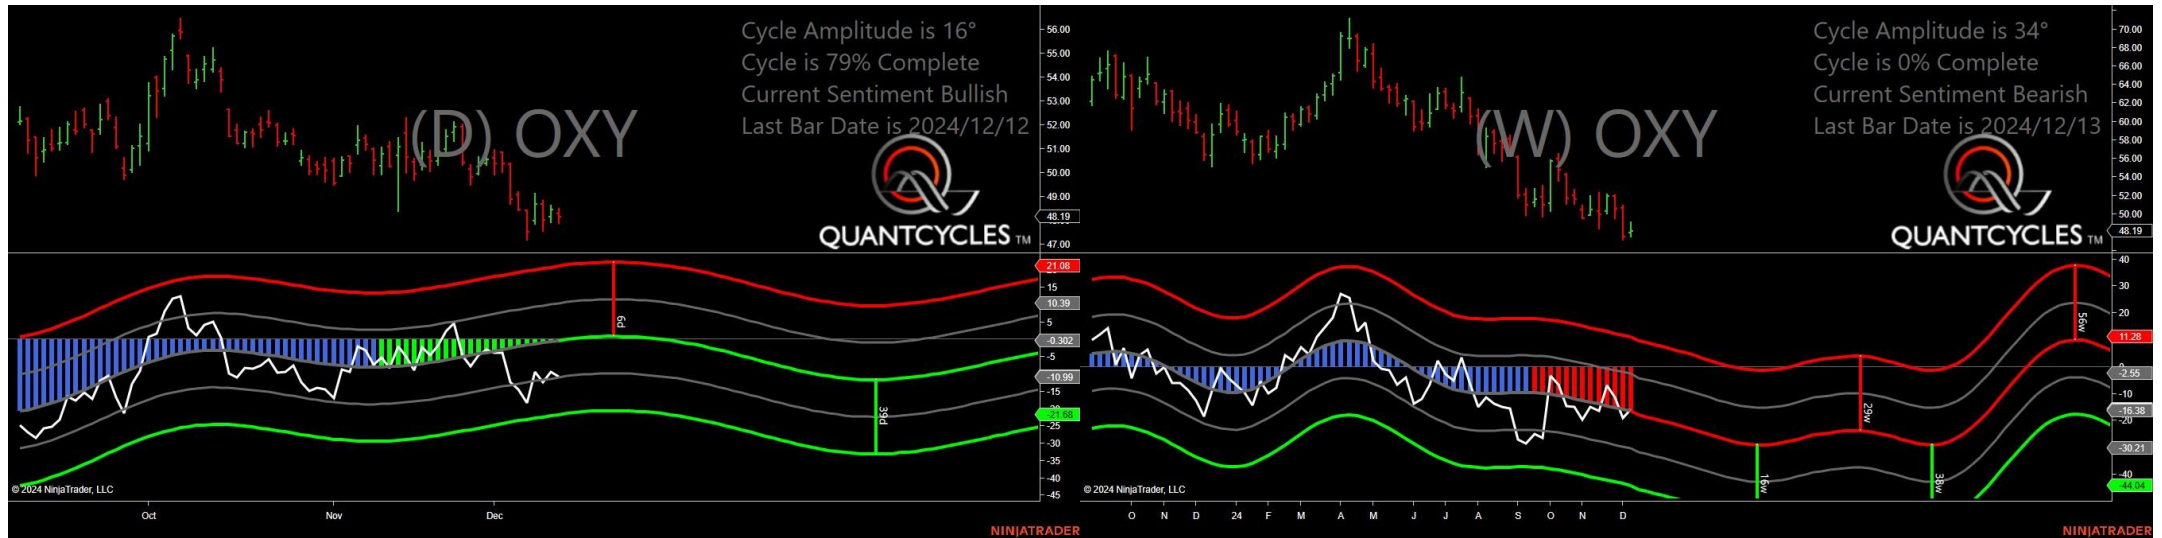 Cycle Amplitude is 16°
Cycle is 79% Complete
Current Sentiment Bullish
Last Bar Date is 2024/12/12
(D) OXY
QUANTCYCLES TM
56.00
55.00
54.00
53.00
52.00
51.00
50.00
49.00
48.19
47.00
21.08
15
10.39
5
-0.302
-5
-10.99
-15
-21.68
-25
-30
-35
-40
-45
6d
39d
© 2024 NinjaTrader, LLC
Oct Nov Dec
NINJATRADER
Cycle Amplitude is 34°
Cycle is 0% Complete
Current Sentiment Bearish
Last Bar Date is 2024/12/13
(W) OXY
QUANTCYCLES TM
70.00
68.00
66.00
64.00
62.00
60.00
58.00
56.00
54.00
52.00
50.00
48.19
40
30
20
11.28
0
-2.55
-10
-16.38
-20
-30.21
-40
-44.04
16w
29w
38w
56w
© 2024 NinjaTrader, LLC
O N D 24 F M A M J J A S O N D
NINJATRADER